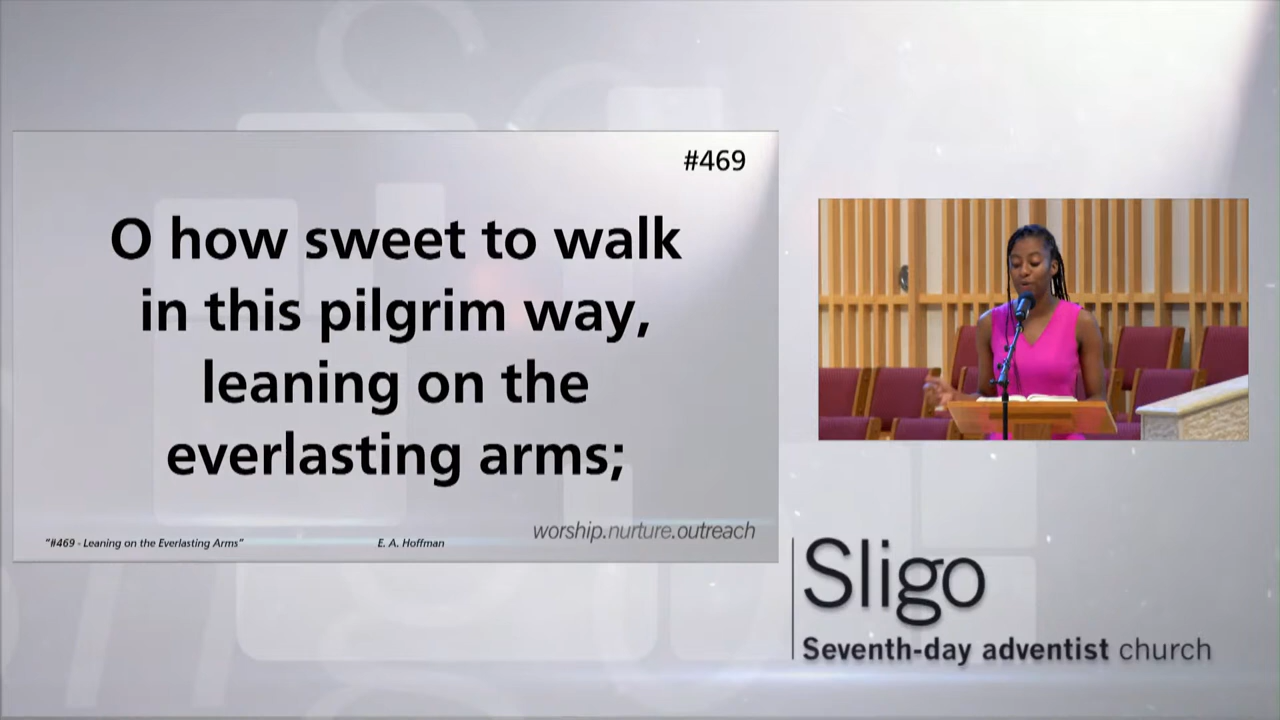 #469
O how sweet to walk
in this pilgrim way,
leaning on the
everlasting arms;
worship.nurture.outreach
"#469 - Leaning on the Everlasting Arms" E. A. Hoffman
Sligo
Seventh-day adventist church